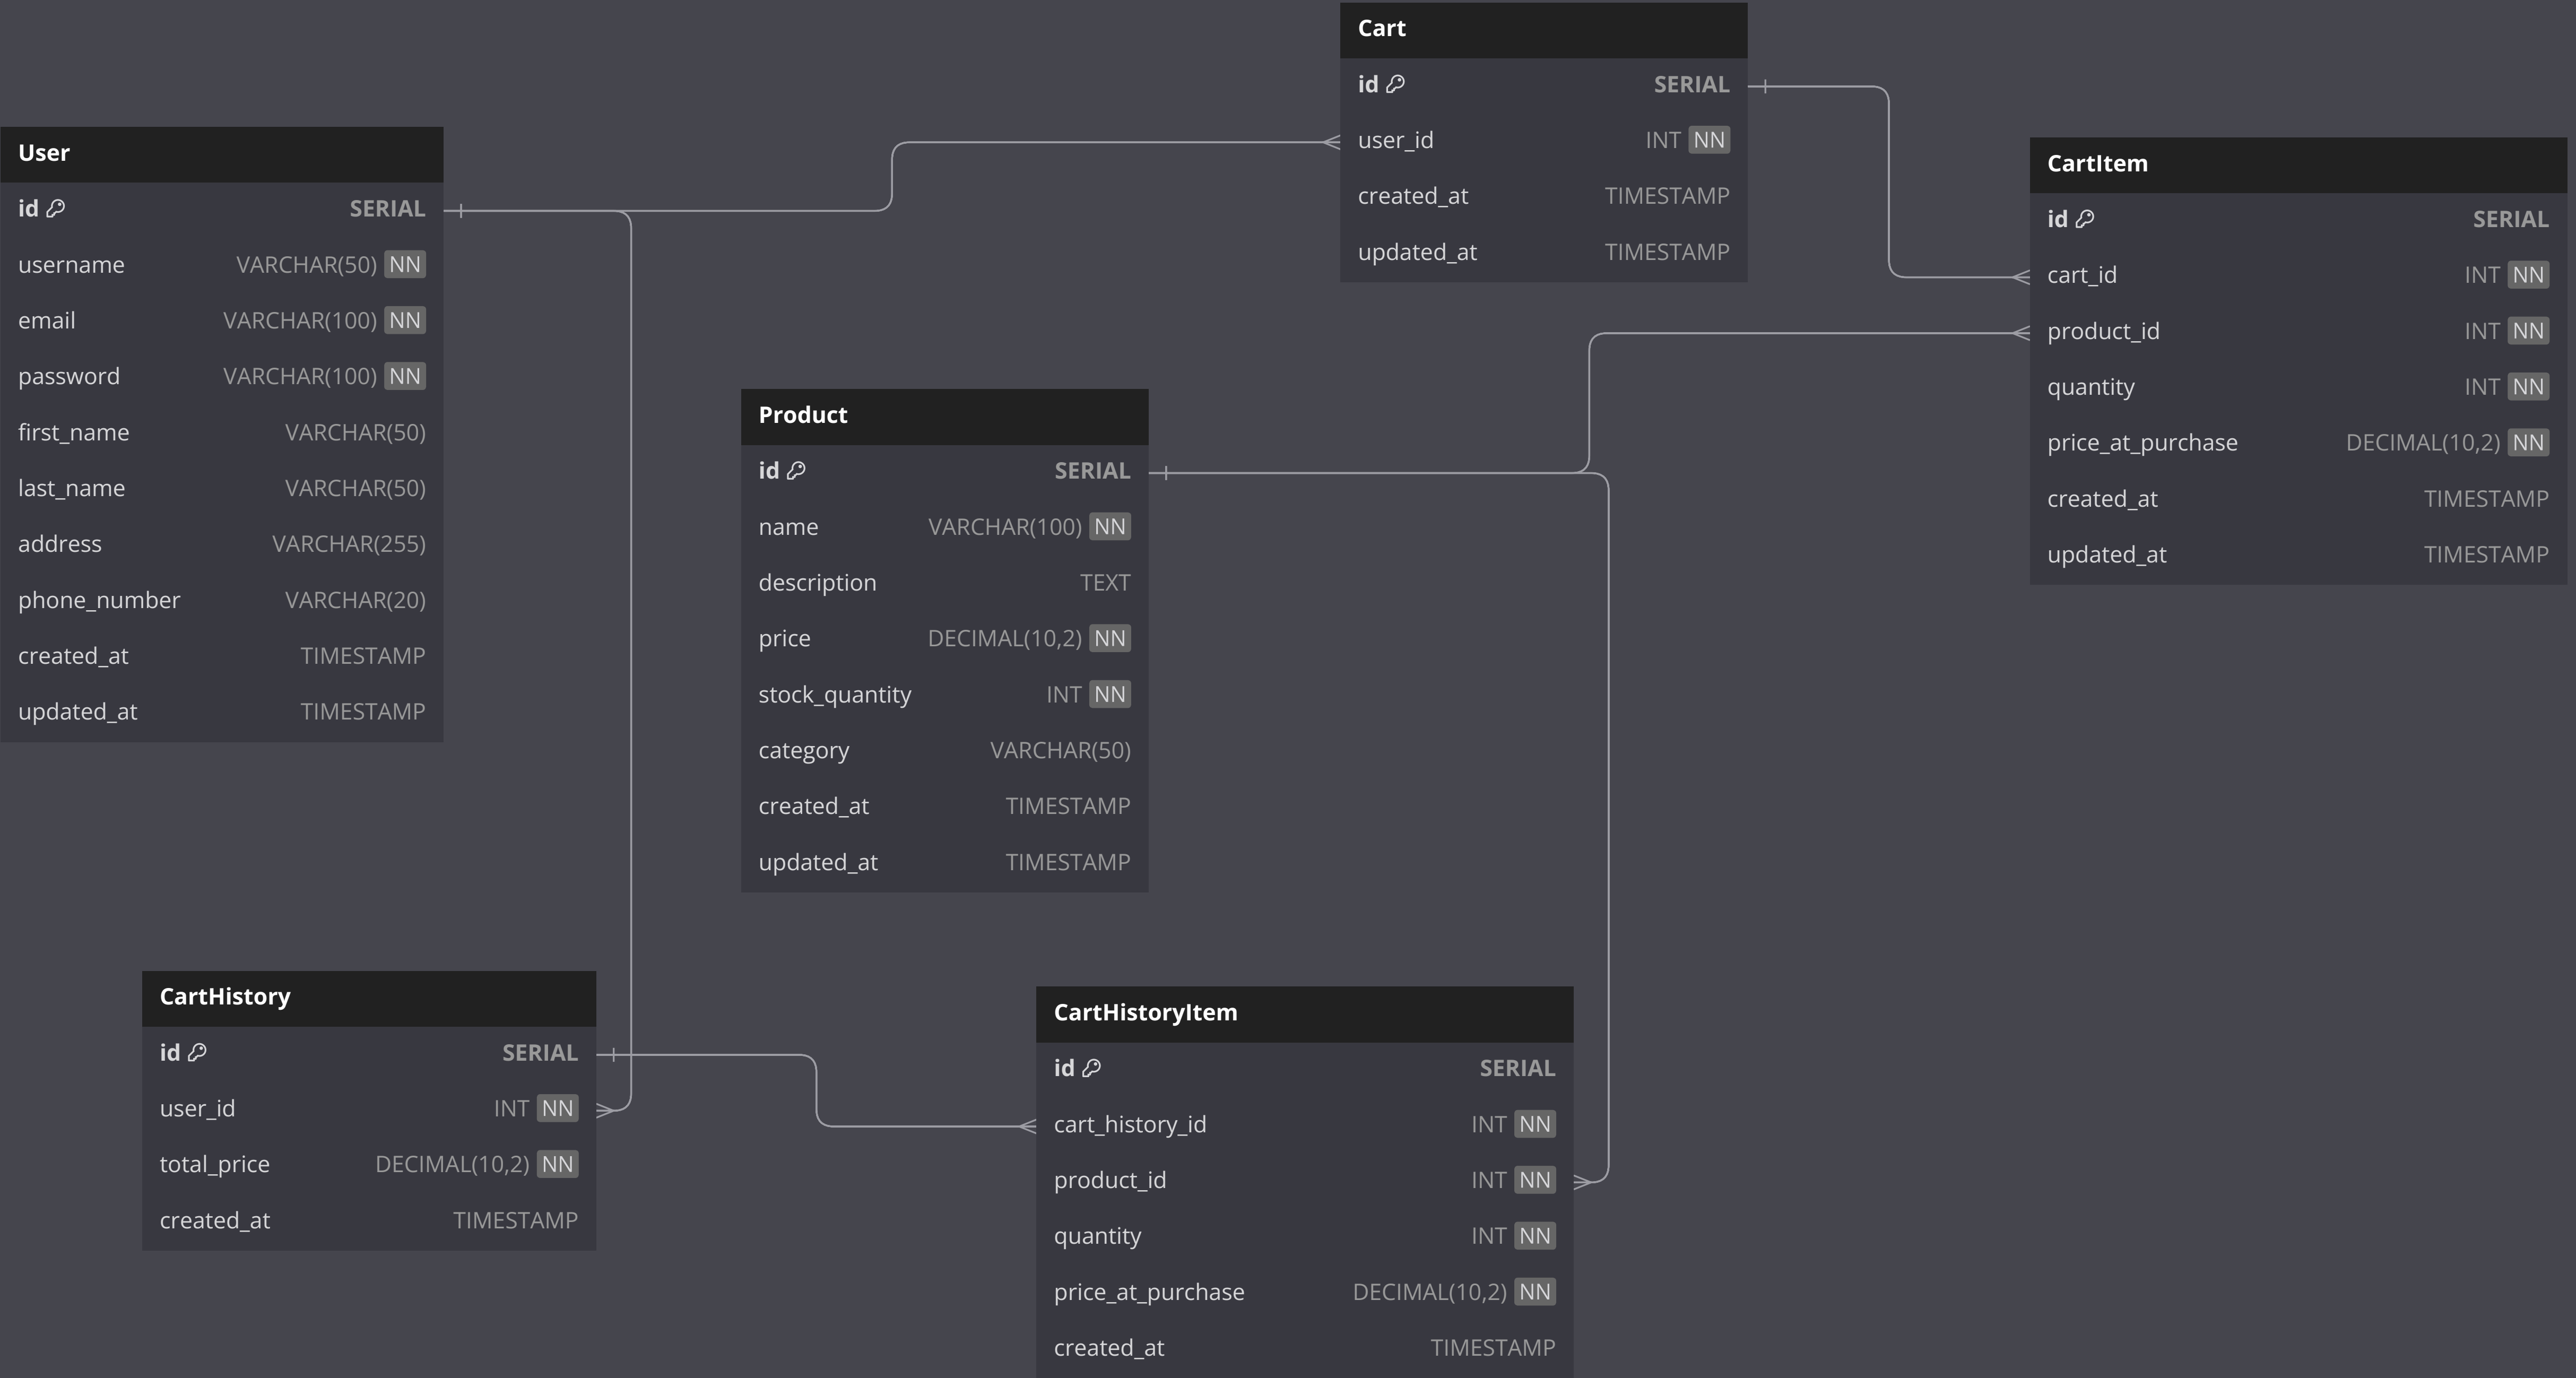 Cart
id SERIAL
user_id INT NN
created_at TIMESTAMP
updated_at TIMESTAMP
User
id SERIAL
username VARCHAR(50) NN
email VARCHAR(100) NN
password VARCHAR(100) NN
first_name VARCHAR(50)
last_name VARCHAR(50)
address VARCHAR(255)
phone_number VARCHAR(20)
created_at TIMESTAMP
updated_at TIMESTAMP
CartItem
id SERIAL
cart_id INT NN
product_id INT NN
quantity INT NN
price_at_purchase DECIMAL(10,2) NN
created_at TIMESTAMP
updated_at TIMESTAMP
Product
id SERIAL
name VARCHAR(100) NN
description TEXT
price DECIMAL(10,2) NN
stock_quantity INT NN
category VARCHAR(50)
created_at TIMESTAMP
updated_at TIMESTAMP
CartHistory
id SERIAL
user_id INT NN
total_price DECIMAL(10,2) NN
created_at TIMESTAMP
CartHistoryItem
id SERIAL
cart_history_id INT NN
product_id INT NN
quantity INT NN
price_at_purchase DECIMAL(10,2) NN
created_at TIMESTAMP